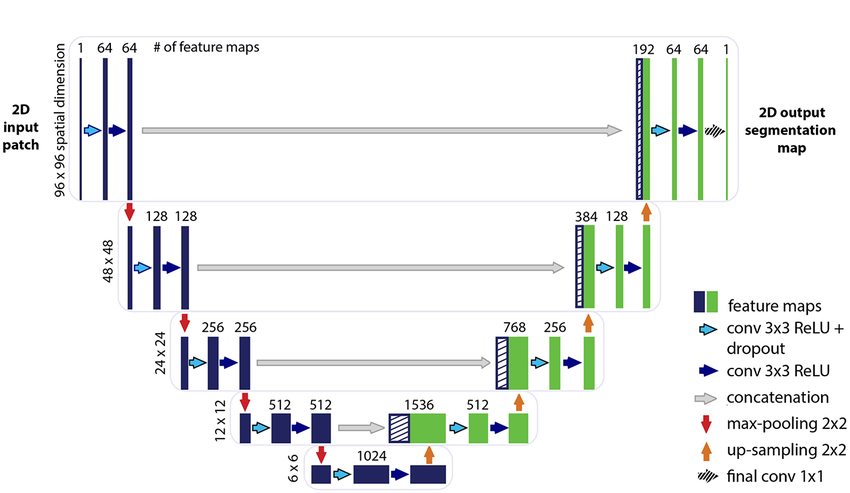 1 64 64 # of feature maps 192 64 64 1
96 x 96 spatial dimension
2D
input
patch
2D output
segmentation
map
128 128 384 128
48 x 48
256 256 768 256
24 x 24
512 512 1536 512
12 x 12
1024
6 x 6
feature maps
conv 3x3 ReLU +
dropout
conv 3x3 ReLU
concatenation
max-pooling 2x2
up-sampling 2x2
final conv 1x1